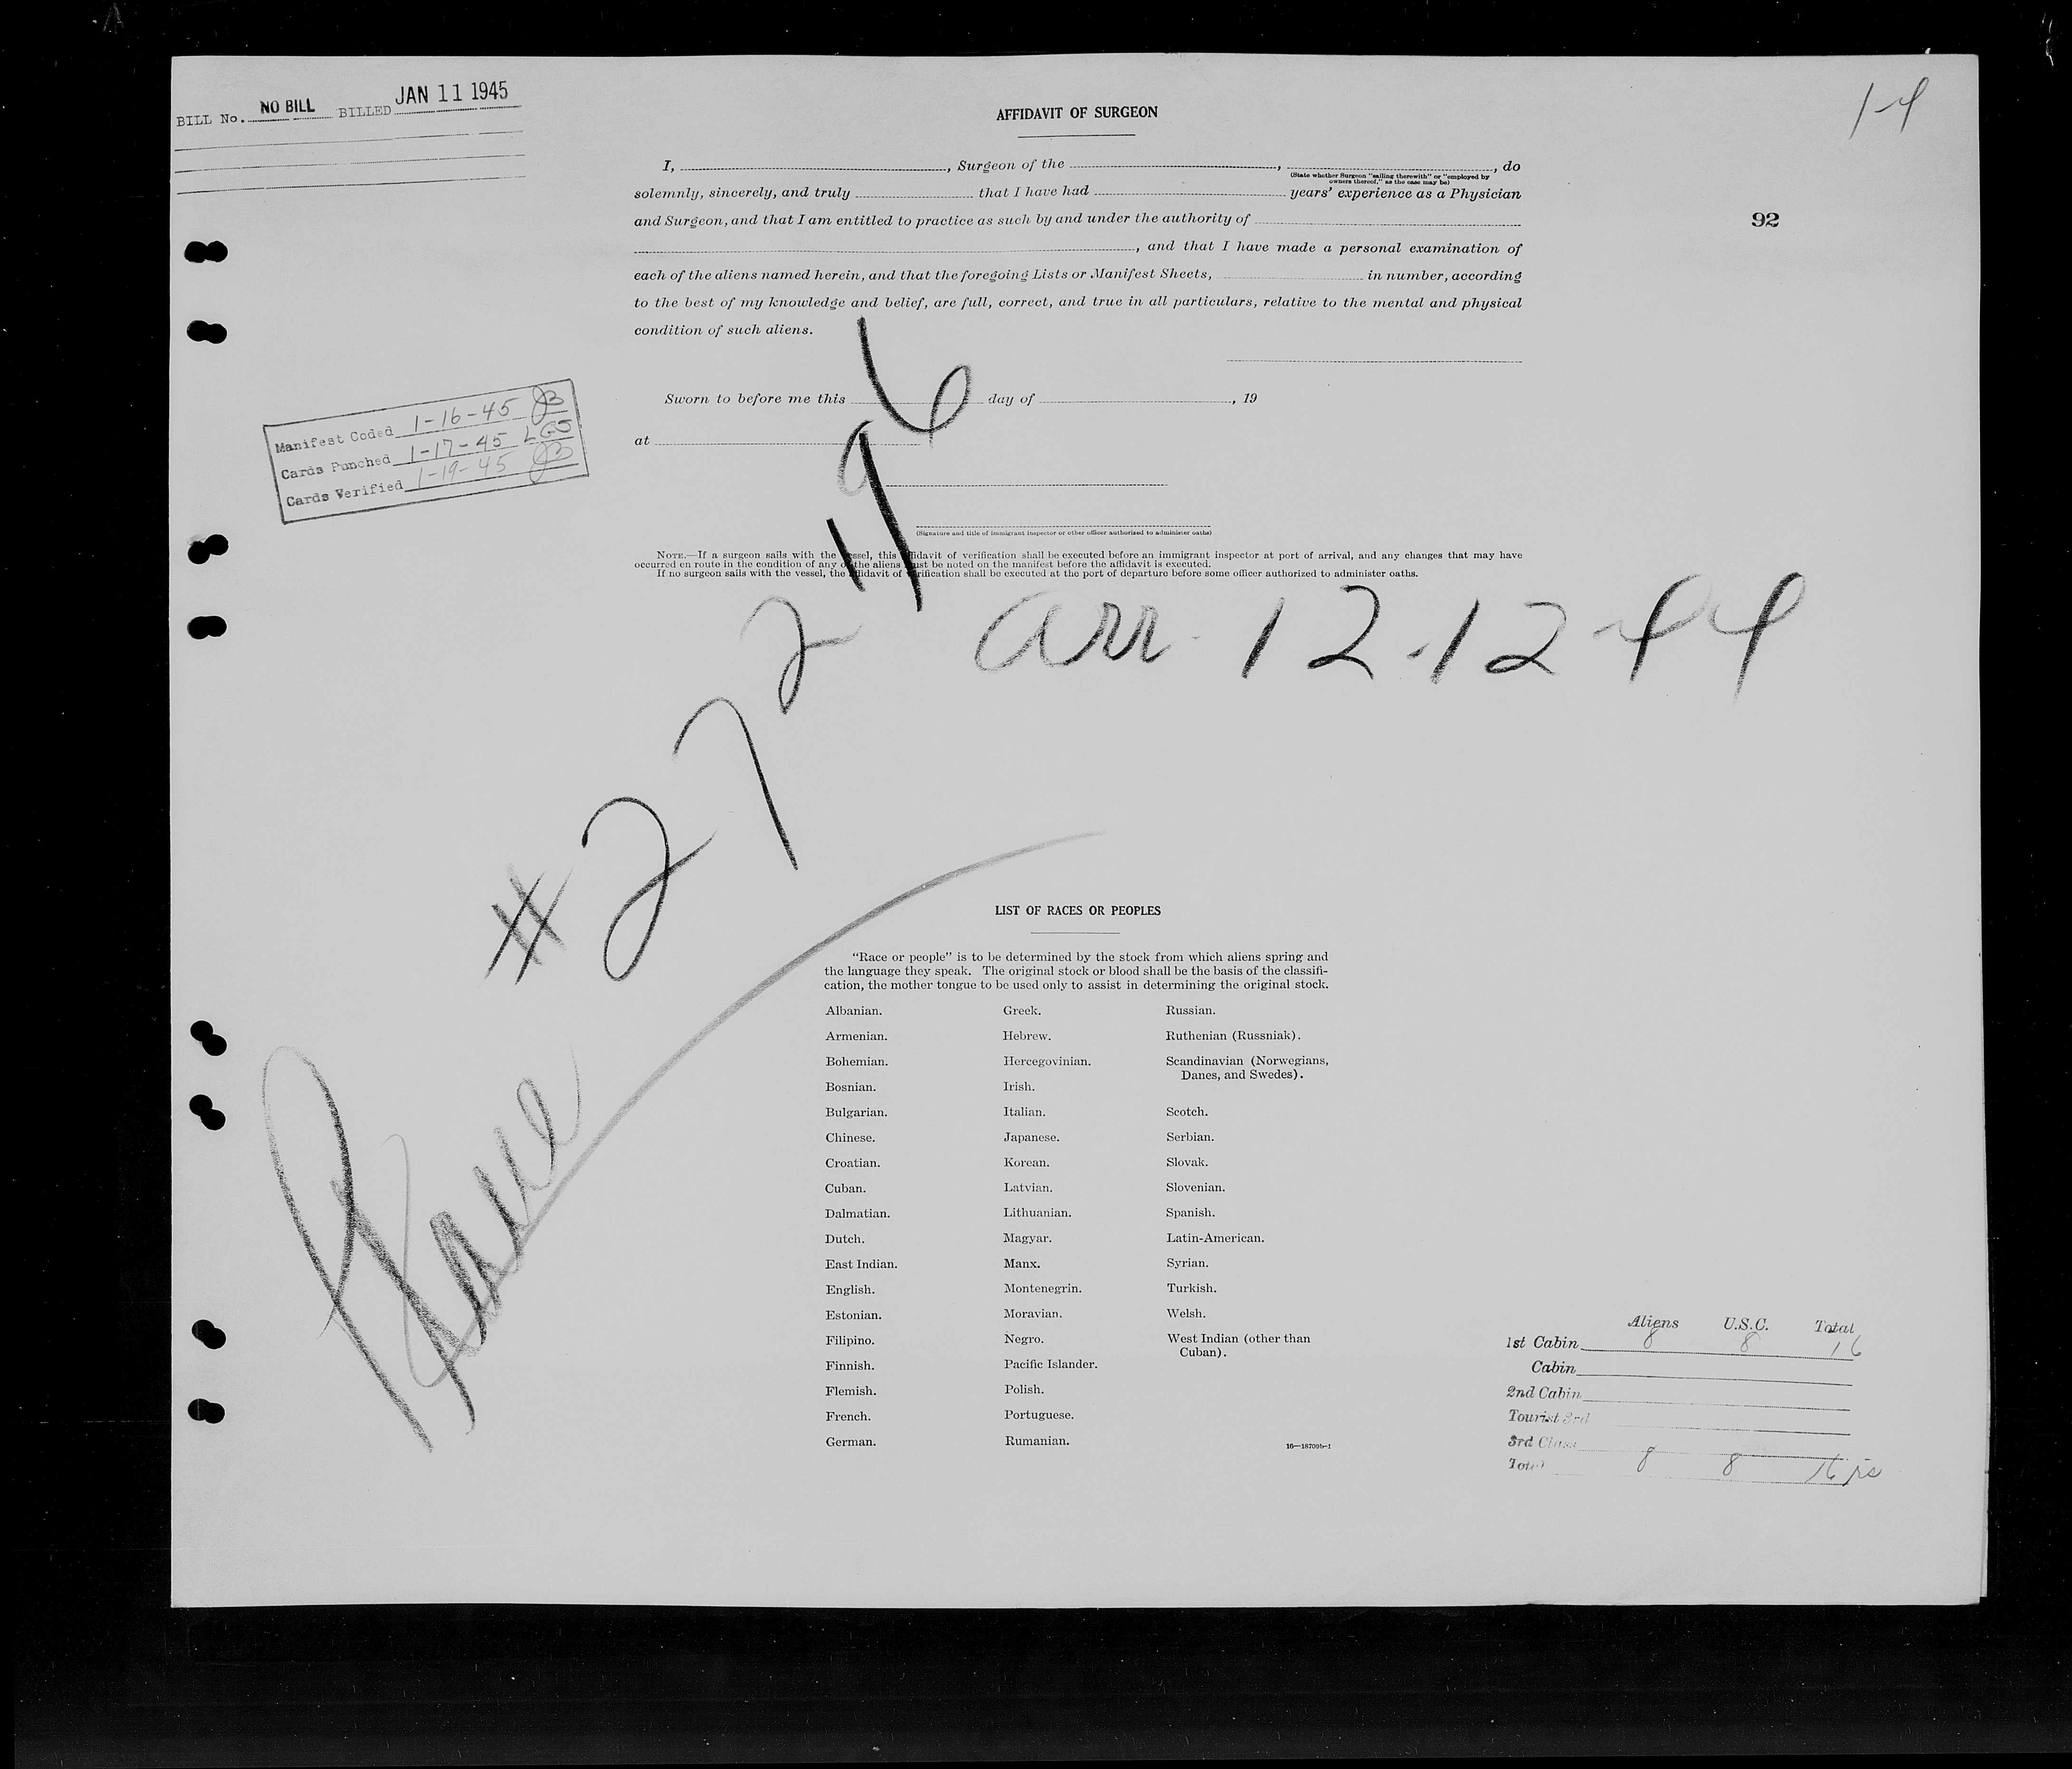 BILL No. NO BILL BILLED JAN 11 1945
1-4
AFFIDAVIT OF SURGEON
I, , Surgeon of the , , do
(State whether Surgeon "sailing therewith" or "employed by
owners thereof," as the case may be)
solemnly, sincerely, and truly that I have had years' experience as a Physician
and Surgeon, and that I am entitled to practice as such by and under the authority of
92
, and that I have made a personal examination of
each of the aliens named herein, and that the foregoing Lists or Manifest Sheets, in number, according
to the best of my knowledge and belief, are full, correct, and true in all particulars, relative to the mental and physical
condition of such aliens.
Sworn to before me this day of , 19
at
Manifest Coded 1-16-45 JB
Cards Punched 1-17-45
Cards Verified 1-19-45 JB
(Signature and title of immigrant inspector or other officer authorized to administer oaths)
NOTE.—If a surgeon sails with the vessel, this affidavit of verification shall be executed before an immigrant inspector at port of arrival, and any changes that may have
occurred en route in the condition of any of the aliens must be noted on the manifest before the affidavit is executed.
If no surgeon sails with the vessel, the affidavit of verification shall be executed at the port of departure before some officer authorized to administer oaths.
arr. 12-12-44
#272
1196
Plane
LIST OF RACES OR PEOPLES
"Race or people" is to be determined by the stock from which aliens spring and
the language they speak. The original stock or blood shall be the basis of the classifi-
cation, the mother tongue to be used only to assist in determining the original stock.
Albanian. Greek. Russian.
Armenian. Hebrew. Ruthenian (Russniak).
Bohemian. Hercegovinian. Scandinavian (Norwegians,
Danes, and Swedes).
Bosnian. Irish.
Bulgarian. Italian. Scotch.
Chinese. Japanese. Serbian.
Croatian. Korean. Slovak.
Cuban. Latvian. Slovenian.
Dalmatian. Lithuanian. Spanish.
Dutch. Magyar. Latin-American.
East Indian. Manx. Syrian.
English. Montenegrin. Turkish.
Estonian. Moravian. Welsh.
Filipino. Negro. West Indian (other than
Cuban).
Finnish. Pacific Islander.
Flemish. Polish.
French. Portuguese.
German. Rumanian.
16—18709b-1
Aliens U.S.C. Total
1st Cabin 8 8 16
Cabin
2nd Cabin
Tourist 3rd
3rd Class
Total 8 8 16